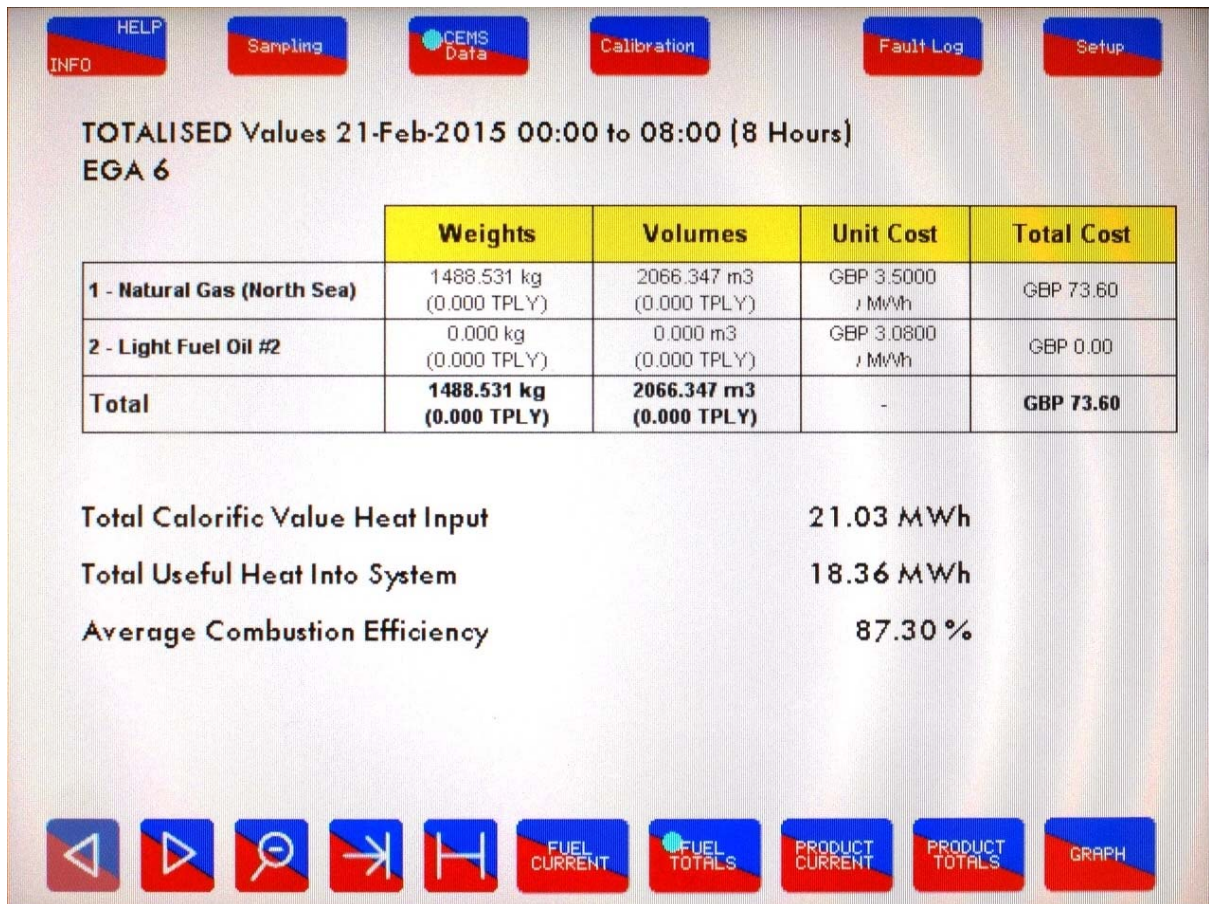 HELP
INFO
Sampling
CEMS
Data
Calibration
Fault Log
Setup
TOTALISED Values 21-Feb-2015 00:00 to 08:00 (8 Hours)
EGA 6
Weights Volumes Unit Cost Total Cost
1 - Natural Gas (North Sea) 1488.531 kg (0.000 TPLY) 2066.347 m3 (0.000 TPLY) GBP 3.5000 / MWh GBP 73.60
2 - Light Fuel Oil #2 0.000 kg (0.000 TPLY) 0.000 m3 (0.000 TPLY) GBP 3.0800 / MWh GBP 0.00
Total 1488.531 kg (0.000 TPLY) 2066.347 m3 (0.000 TPLY) - GBP 73.60
Total Calorific Value Heat Input 21.03 MWh
Total Useful Heat Into System 18.36 MWh
Average Combustion Efficiency 87.30 %
FUEL
CURRENT
FUEL
TOTALS
PRODUCT
CURRENT
PRODUCT
TOTALS
GRAPH